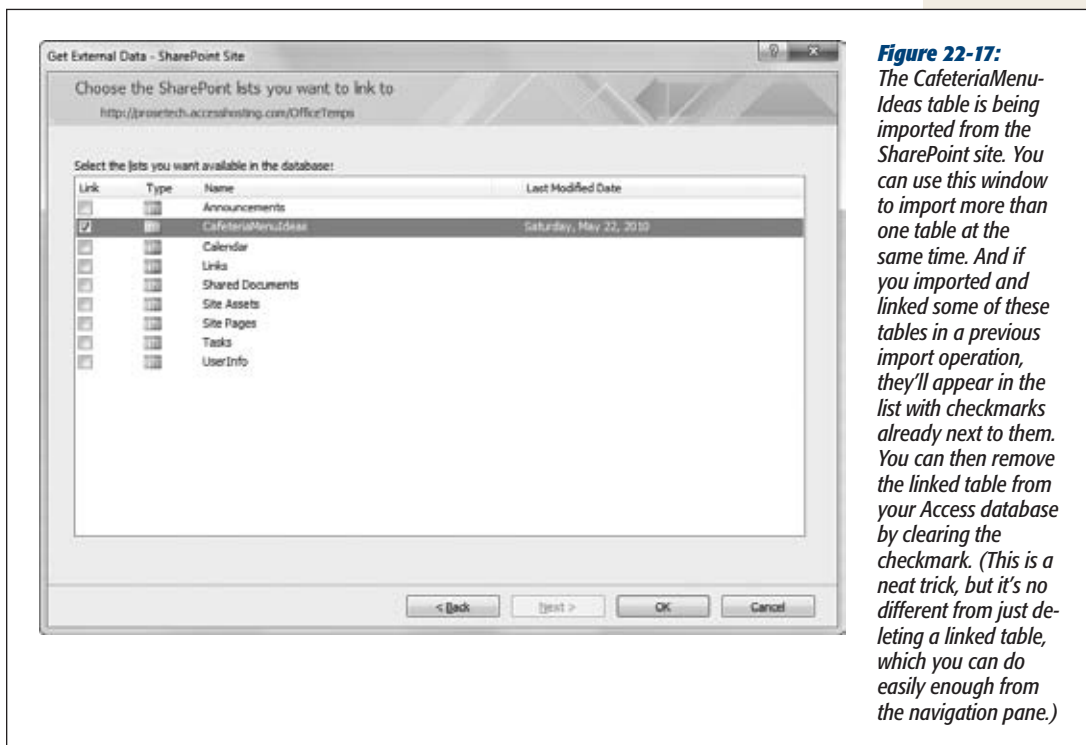 Get External Data - SharePoint Site
Choose the SharePoint lists you want to link to
http://prosetech.accesshosting.com/OfficeTemps
Select the lists you want available in the database:
Link Type Name Last Modified Date
Announcements
CafeteriaMenuIdeas Saturday, May 22, 2010
Calendar
Links
Shared Documents
Site Assets
Site Pages
Tasks
UserInfo
< Back Next > OK Cancel
Figure 22-17:
The CafeteriaMenu-
Ideas table is being
imported from the
SharePoint site. You
can use this window
to import more than
one table at the
same time. And if
you imported and
linked some of these
tables in a previous
import operation,
they’ll appear in the
list with checkmarks
already next to them.
You can then remove
the linked table from
your Access database
by clearing the
checkmark. (This is a
neat trick, but it’s no
different from just de-
leting a linked table,
which you can do
easily enough from
the navigation pane.)